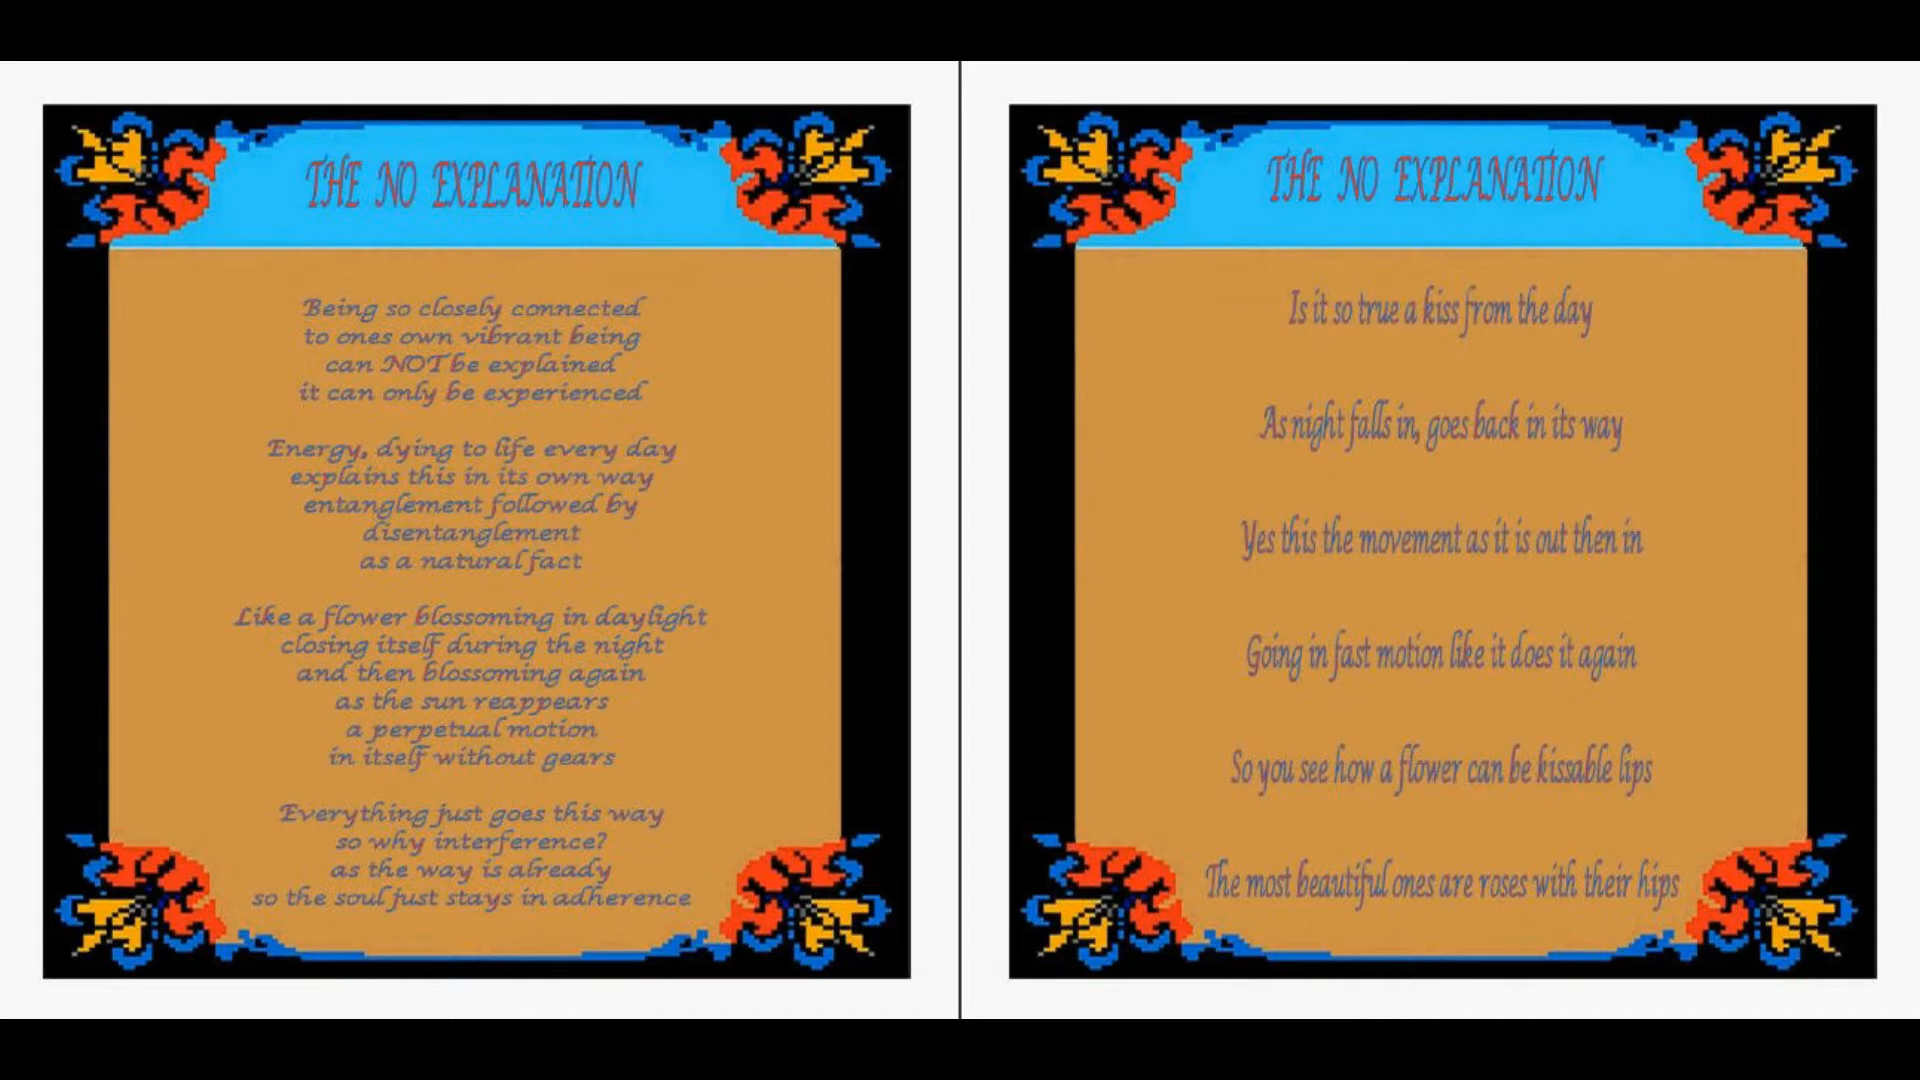 THE NO EXPLANATION
Being so closely connected
to ones own vibrant being
can NOT be explained
it can only be experienced
Energy, dying to life every day
explains this in its own way
entanglement followed by
disentanglement
as a natural fact
Like a flower blossoming in daylight
closing itself during the night
and then blossoming again
as the sun reappears
a perpetual motion
in itself without gears
Everything just goes this way
so why interference?
as the way is already
so the soul just stays in adherence
THE NO EXPLANATION
Is it so true a kiss from the day
As night falls in, goes back in its way
Yes this the movement as it is out then in
Going in fast motion like it does it again
So you see how a flower can be kissable lips
The most beautiful ones are roses with their hips